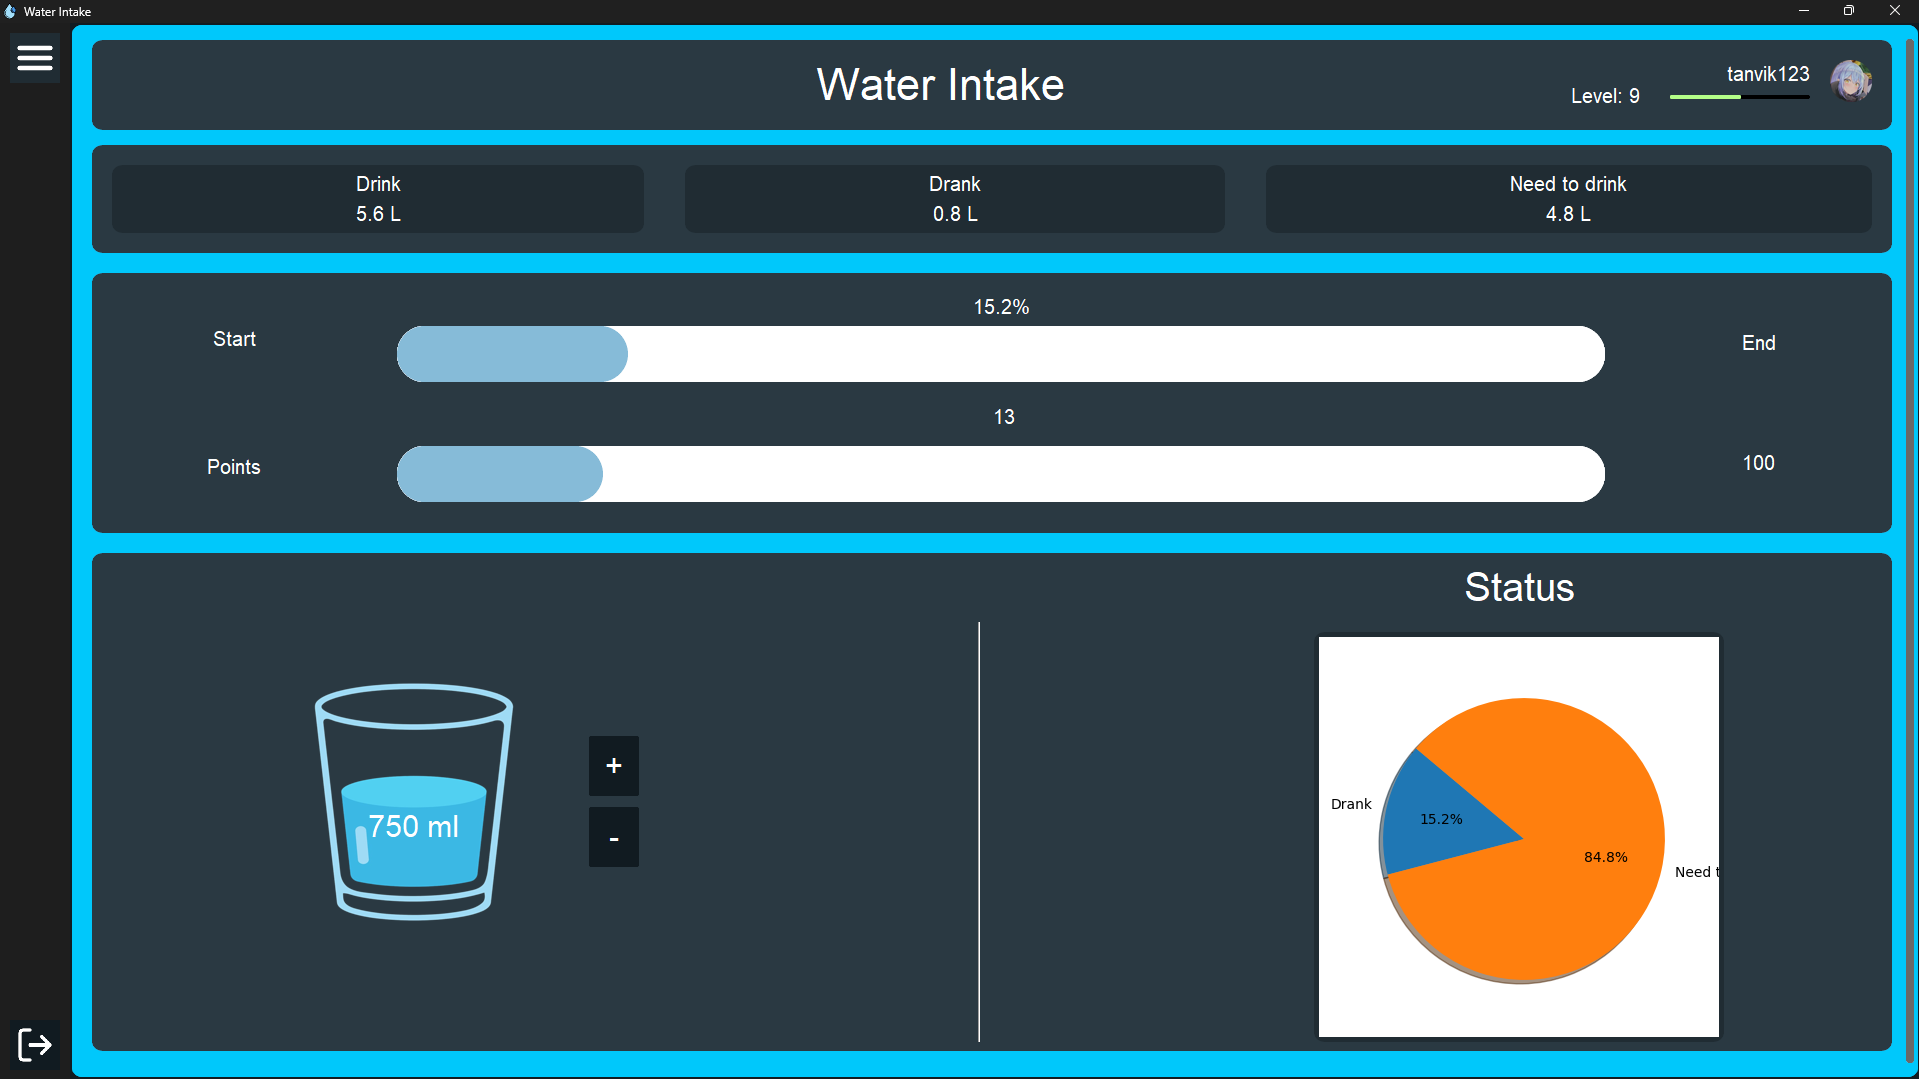 Water Intake
Water Intake
tanvik123
Level: 9
Drink
5.6 L
Drank
0.8 L
Need to drink
4.8 L
15.2%
Start
End
13
Points
100
Status
750 ml
+
-
Drank
15.2%
84.8%
Need t